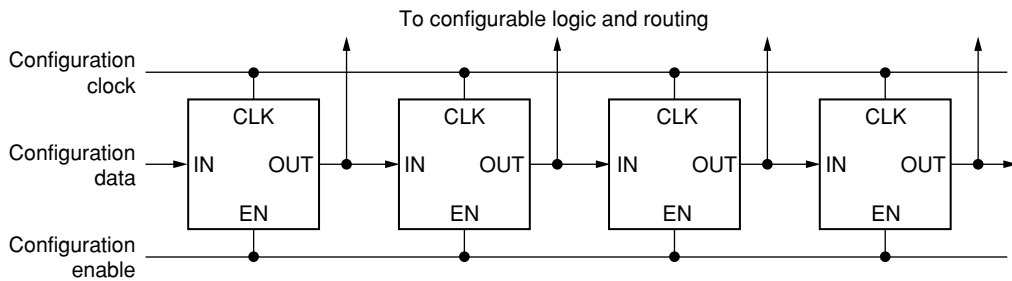 To configurable logic and routing
Configuration
clock
CLK CLK CLK CLK
Configuration
data
IN OUT IN OUT IN OUT IN OUT
EN EN EN EN
Configuration
enable